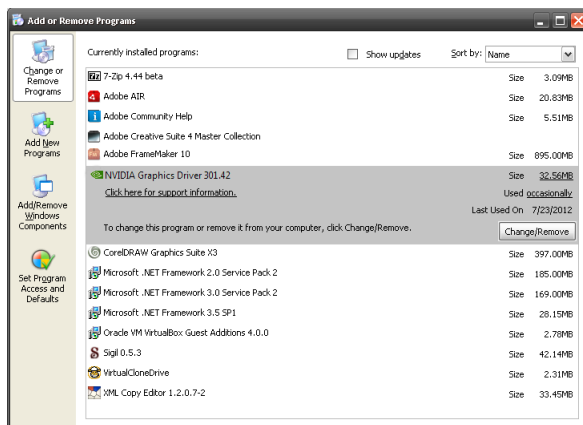 Add or Remove Programs
Change or
Remove
Programs
Add New
Programs
Add/Remove
Windows
Components
Set Program
Access and
Defaults
Currently installed programs:
Show updates
Sort by: Name
7-Zip 4.44 beta Size 3.09MB
Adobe AIR Size 20.83MB
Adobe Community Help Size 5.51MB
Adobe Creative Suite 4 Master Collection
Adobe FrameMaker 10 Size 895.00MB
NVIDIA Graphics Driver 301.42 Size 32.56MB
Click here for support information. Used occasionally
Last Used On 7/23/2012
To change this program or remove it from your computer, click Change/Remove. Change/Remove
CorelDRAW Graphics Suite X3 Size 397.00MB
Microsoft .NET Framework 2.0 Service Pack 2 Size 185.00MB
Microsoft .NET Framework 3.0 Service Pack 2 Size 169.00MB
Microsoft .NET Framework 3.5 SP1 Size 28.15MB
Oracle VM VirtualBox Guest Additions 4.0.0 Size 2.78MB
Sigil 0.5.3 Size 42.14MB
VirtualCloneDrive Size 2.31MB
XML Copy Editor 1.2.0.7-2 Size 33.45MB